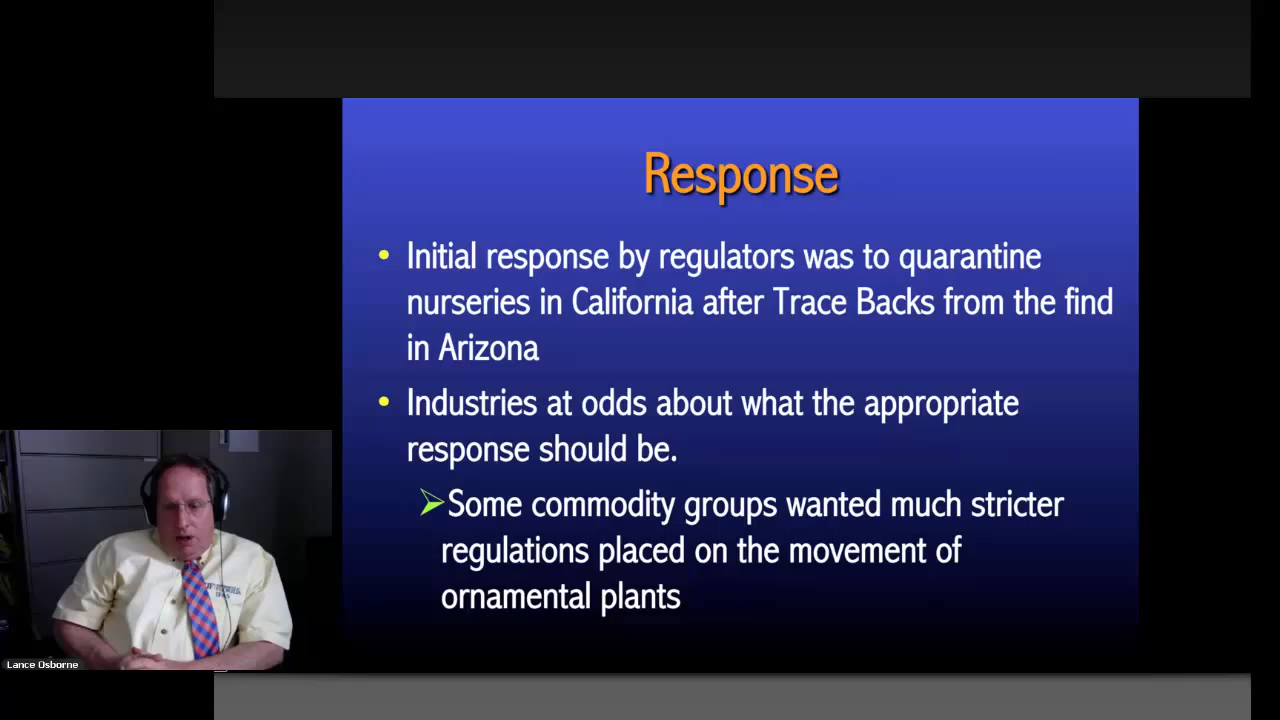 Response
• Initial response by regulators was to quarantine
nurseries in California after Trace Backs from the find
in Arizona
• Industries at odds about what the appropriate
response should be.
➢Some commodity groups wanted much stricter
regulations placed on the movement of
ornamental plants
Lance Osborne